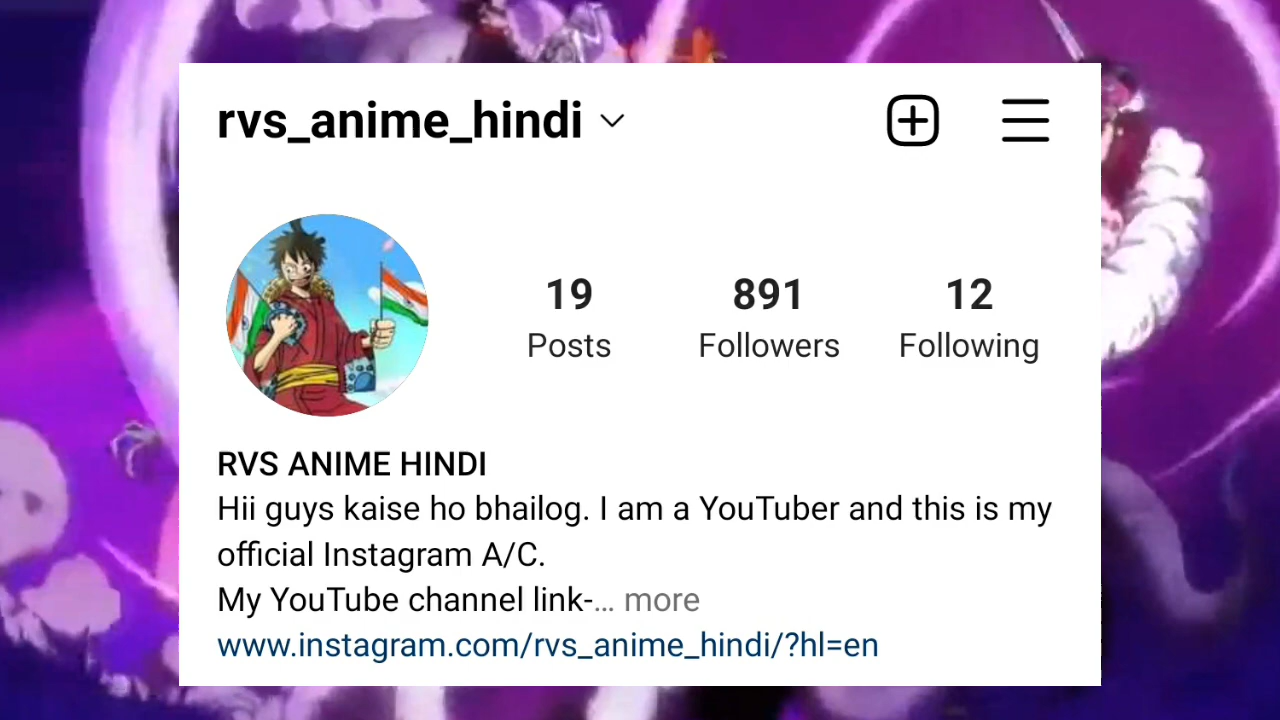 rvs_anime_hindi
19 891 12
Posts Followers Following
RVS ANIME HINDI
Hii guys kaise ho bhailog. I am a YouTuber and this is my
official Instagram A/C.
My YouTube channel link-... more
www.instagram.com/rvs_anime_hindi/?hl=en